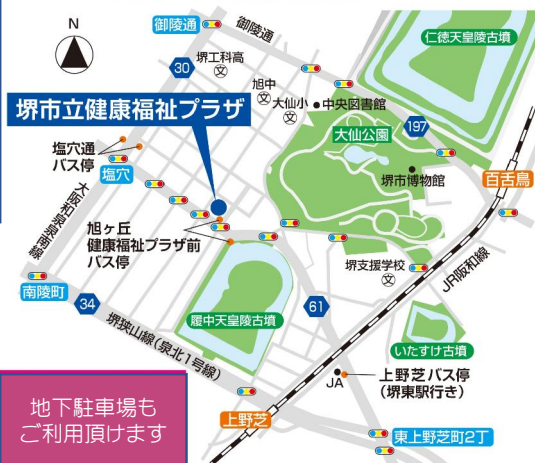 N
御陵通
御陵通
仁徳天皇陵古墳
堺工科高
文
30
旭中
文
大仙小
文
中央図書館
堺市立健康福祉プラザ
大仙公園
197
塩穴通
バス停
塩穴
堺市博物館
百舌鳥
大阪和泉泉南線
旭ヶ丘
健康福祉プラザ前
バス停
JR阪和線
堺支援学校
文
南陵町
34
履中天皇陵古墳
61
いたすけ古墳
堺狭山線(泉北1号線)
JA
上野芝バス停
(堺東駅行き)
上野芝
東上野芝町2丁
地下駐車場も
ご利用頂けます